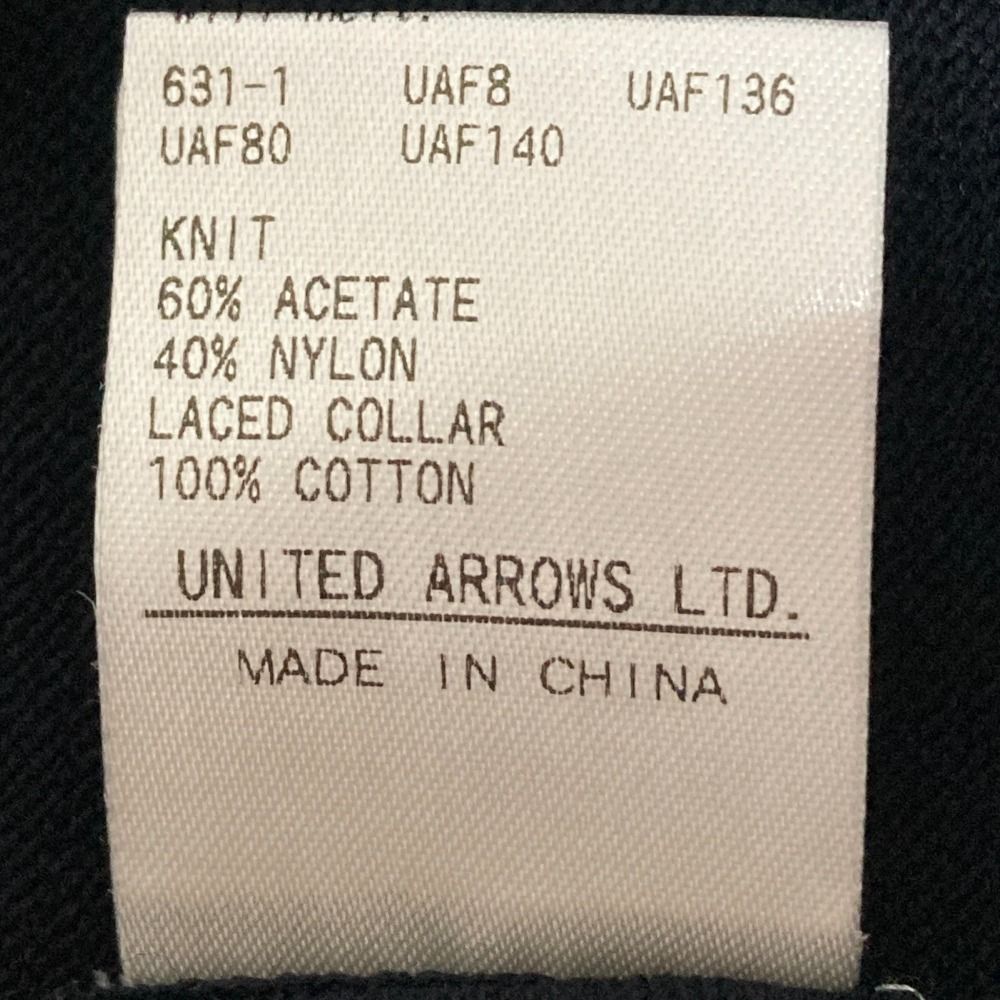 631-1 UAF8 UAF136
UAF80 UAF140
KNIT
60% ACETATE
40% NYLON
LACED COLLAR
100% COTTON
UNITED ARROWS LTD.
MADE IN CHINA